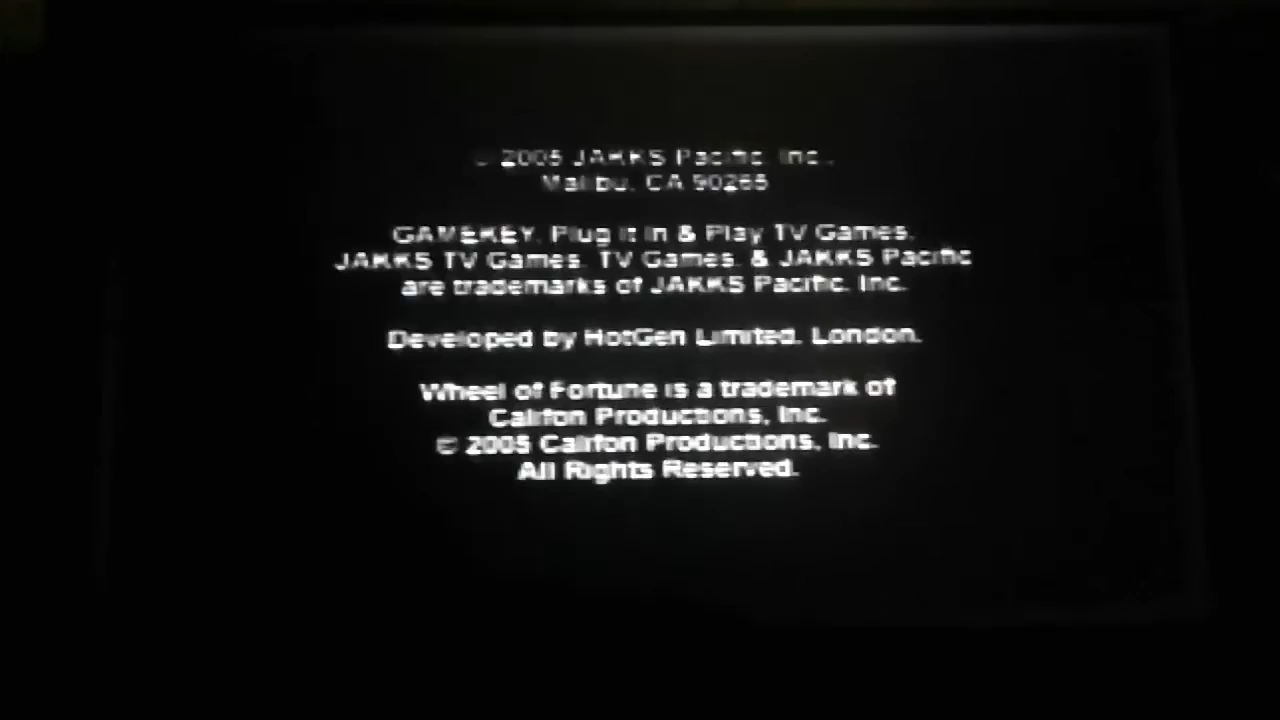 © 2005 JAKKS Pacific, Inc.,
Malibu, CA 90265
GAMEKEY, Plug it in & Play TV Games,
JAKKS TV Games, TV Games, & JAKKS Pacific
are trademarks of JAKKS Pacific, Inc.
Developed by HotGen Limited, London.
Wheel of Fortune is a trademark of
Califon Productions, Inc.
© 2005 Califon Productions, Inc.
All Rights Reserved.